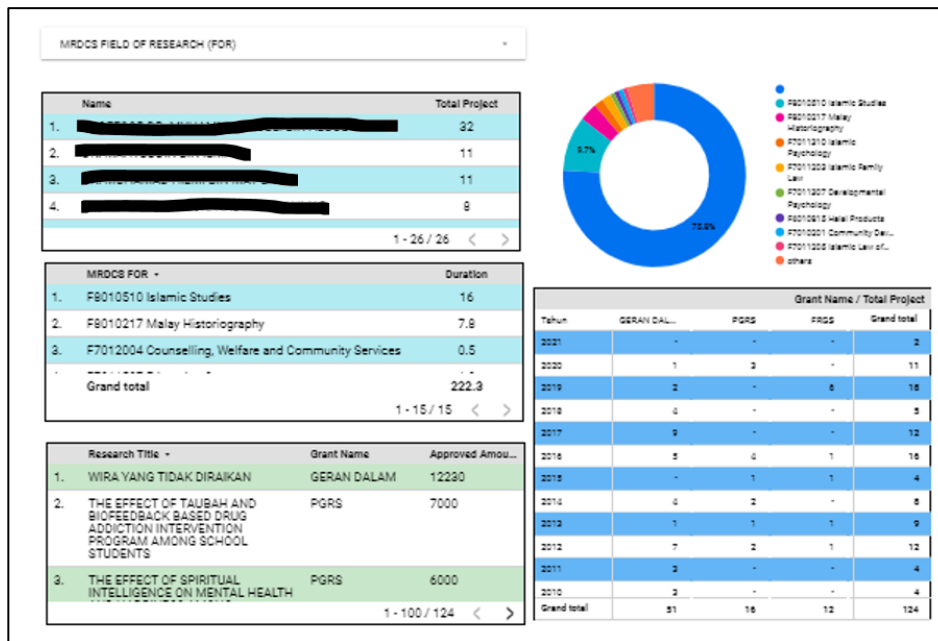 MRDCS FIELD OF RESEARCH (FOR)
Name Total Project
1. 32
2. 11
3. 11
4.
1 - 26 / 26
MRDCS FOR Duration
1. F8010510 Islamic Studies 16
2. F8010217 Malay Historiography 7.8
3. F7012004 Counselling, Welfare and Community Services 0.5
Grand total 222.3
1 - 15 / 15
Research Title Grant Name Approved Amou...
1. WIRA YANG TIDAK DIRAIKAN GERAN DALAM 12230
2. THE EFFECT OF TAUBAH AND PGRS 7000
BIOFEEDBACK BASED DRUG
ADDICTION INTERVENTION
PROGRAM AMONG SCHOOL
STUDENTS
3. THE EFFECT OF SPIRITUAL PGRS 6000
INTELLIGENCE ON MENTAL HEALTH
1 - 100 / 124
9.7%
F8010510 Islamic Studies
F8010217 Malay
Historiography
F7011310 Islamic
Psychology
F7011203 Islamic Family
Law
F7011307 Developmental
Psychology
Halal Products
F7010201 Community Dev...
Islamic Law of...
others
Grant Name / Total Project
Tahun GERAN DAL... PGRS FRGS Grand total
2021 - - - 2
2020 1 3 - 11
2019 2 - 6
2018 4 - - 5
2017 9 - - 12
2016 5 4 1 16
2015 - 1 1 4
2014 4 2 -
2013 1 1 1 9
2012 7 2 1 12
2011 3 - - 4
2010 3 - - 4
Grand total 51 16 12 124